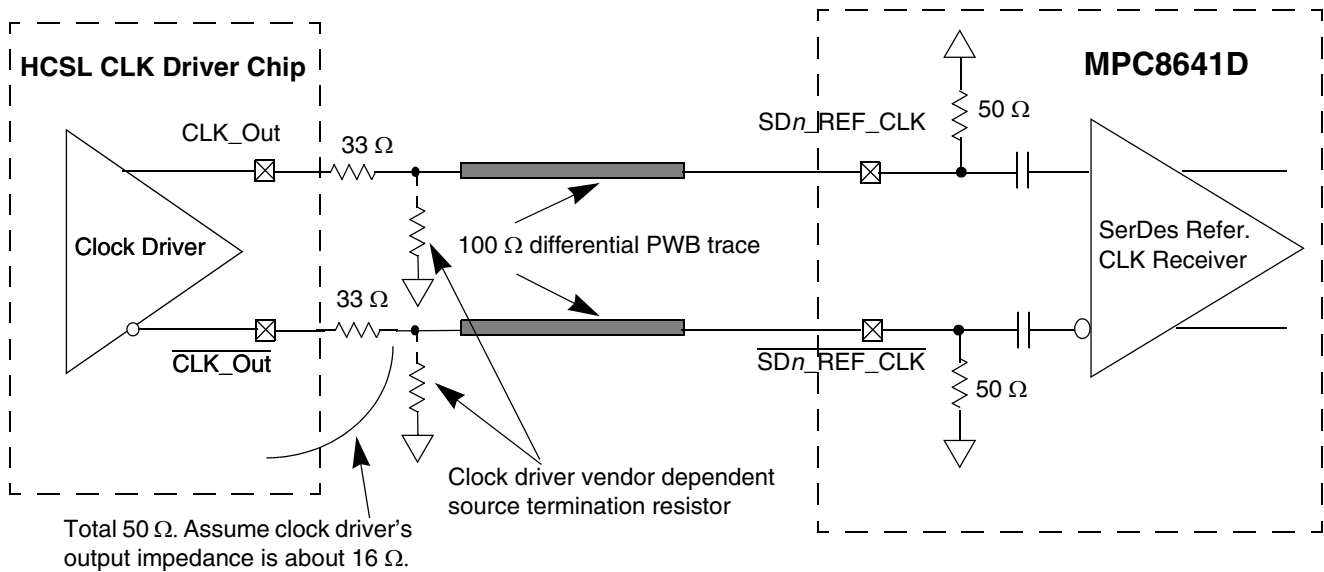 HCSL CLK Driver Chip
MPC8641D
CLK_Out
33 Ω
SDn_REF_CLK
50 Ω
Clock Driver
100 Ω differential PWB trace
SerDes Refer.
CLK Receiver
33 Ω
CLK_Out
SDn_REF_CLK
50 Ω
Clock driver vendor dependent
source termination resistor
Total 50 Ω. Assume clock driver's
output impedance is about 16 Ω.